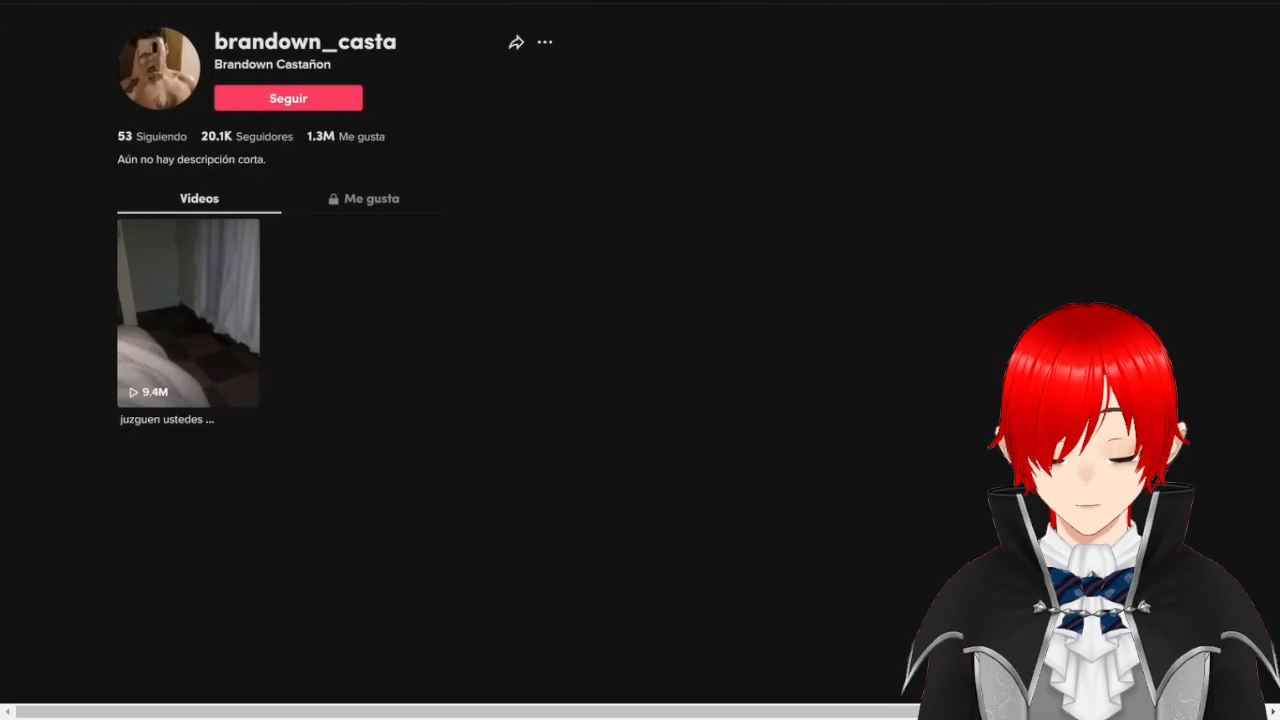 brandown_casta
Brandown Castañon
Seguir
53 Siguiendo 20.1K Seguidores 1.3M Me gusta
Aún no hay descripción corta.
Videos Me gusta
9.4M
juzguen ustedes ...